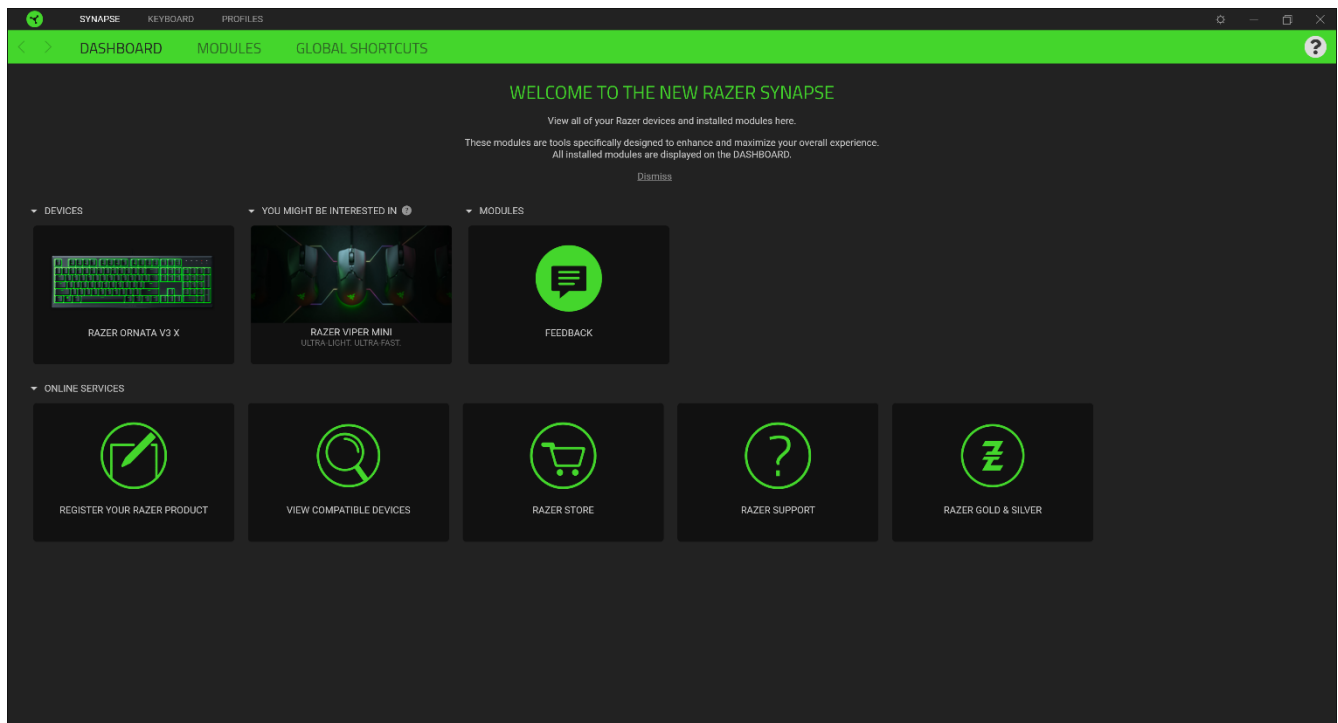 SYNAPSE KEYBOARD PROFILES
DASHBOARD MODULES GLOBAL SHORTCUTS
?
WELCOME TO THE NEW RAZER SYNAPSE
View all of your Razer devices and installed modules here.
These modules are tools specifically designed to enhance and maximize your overall experience.
All installed modules are displayed on the DASHBOARD.
Dismiss
DEVICES
YOU MIGHT BE INTERESTED IN ?
MODULES
RAZER ORNATA V3 X
RAZER VIPER MINI
ULTRA-LIGHT. ULTRA-FAST.
FEEDBACK
ONLINE SERVICES
REGISTER YOUR RAZER PRODUCT
VIEW COMPATIBLE DEVICES
RAZER STORE
RAZER SUPPORT
RAZER GOLD & SILVER